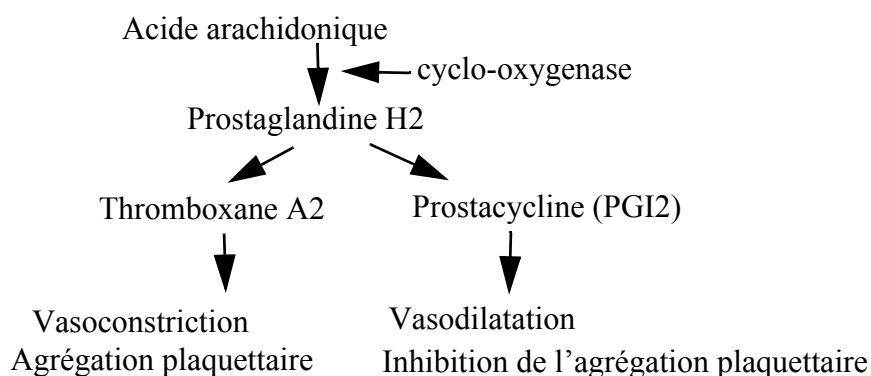 Acide arachidonique
cyclo-oxygenase
Prostaglandine H2
Thromboxane A2
Prostacycline (PGI2)
Vasoconstriction
Agrégation plaquettaire
Vasodilatation
Inhibition de l’agrégation plaquettaire